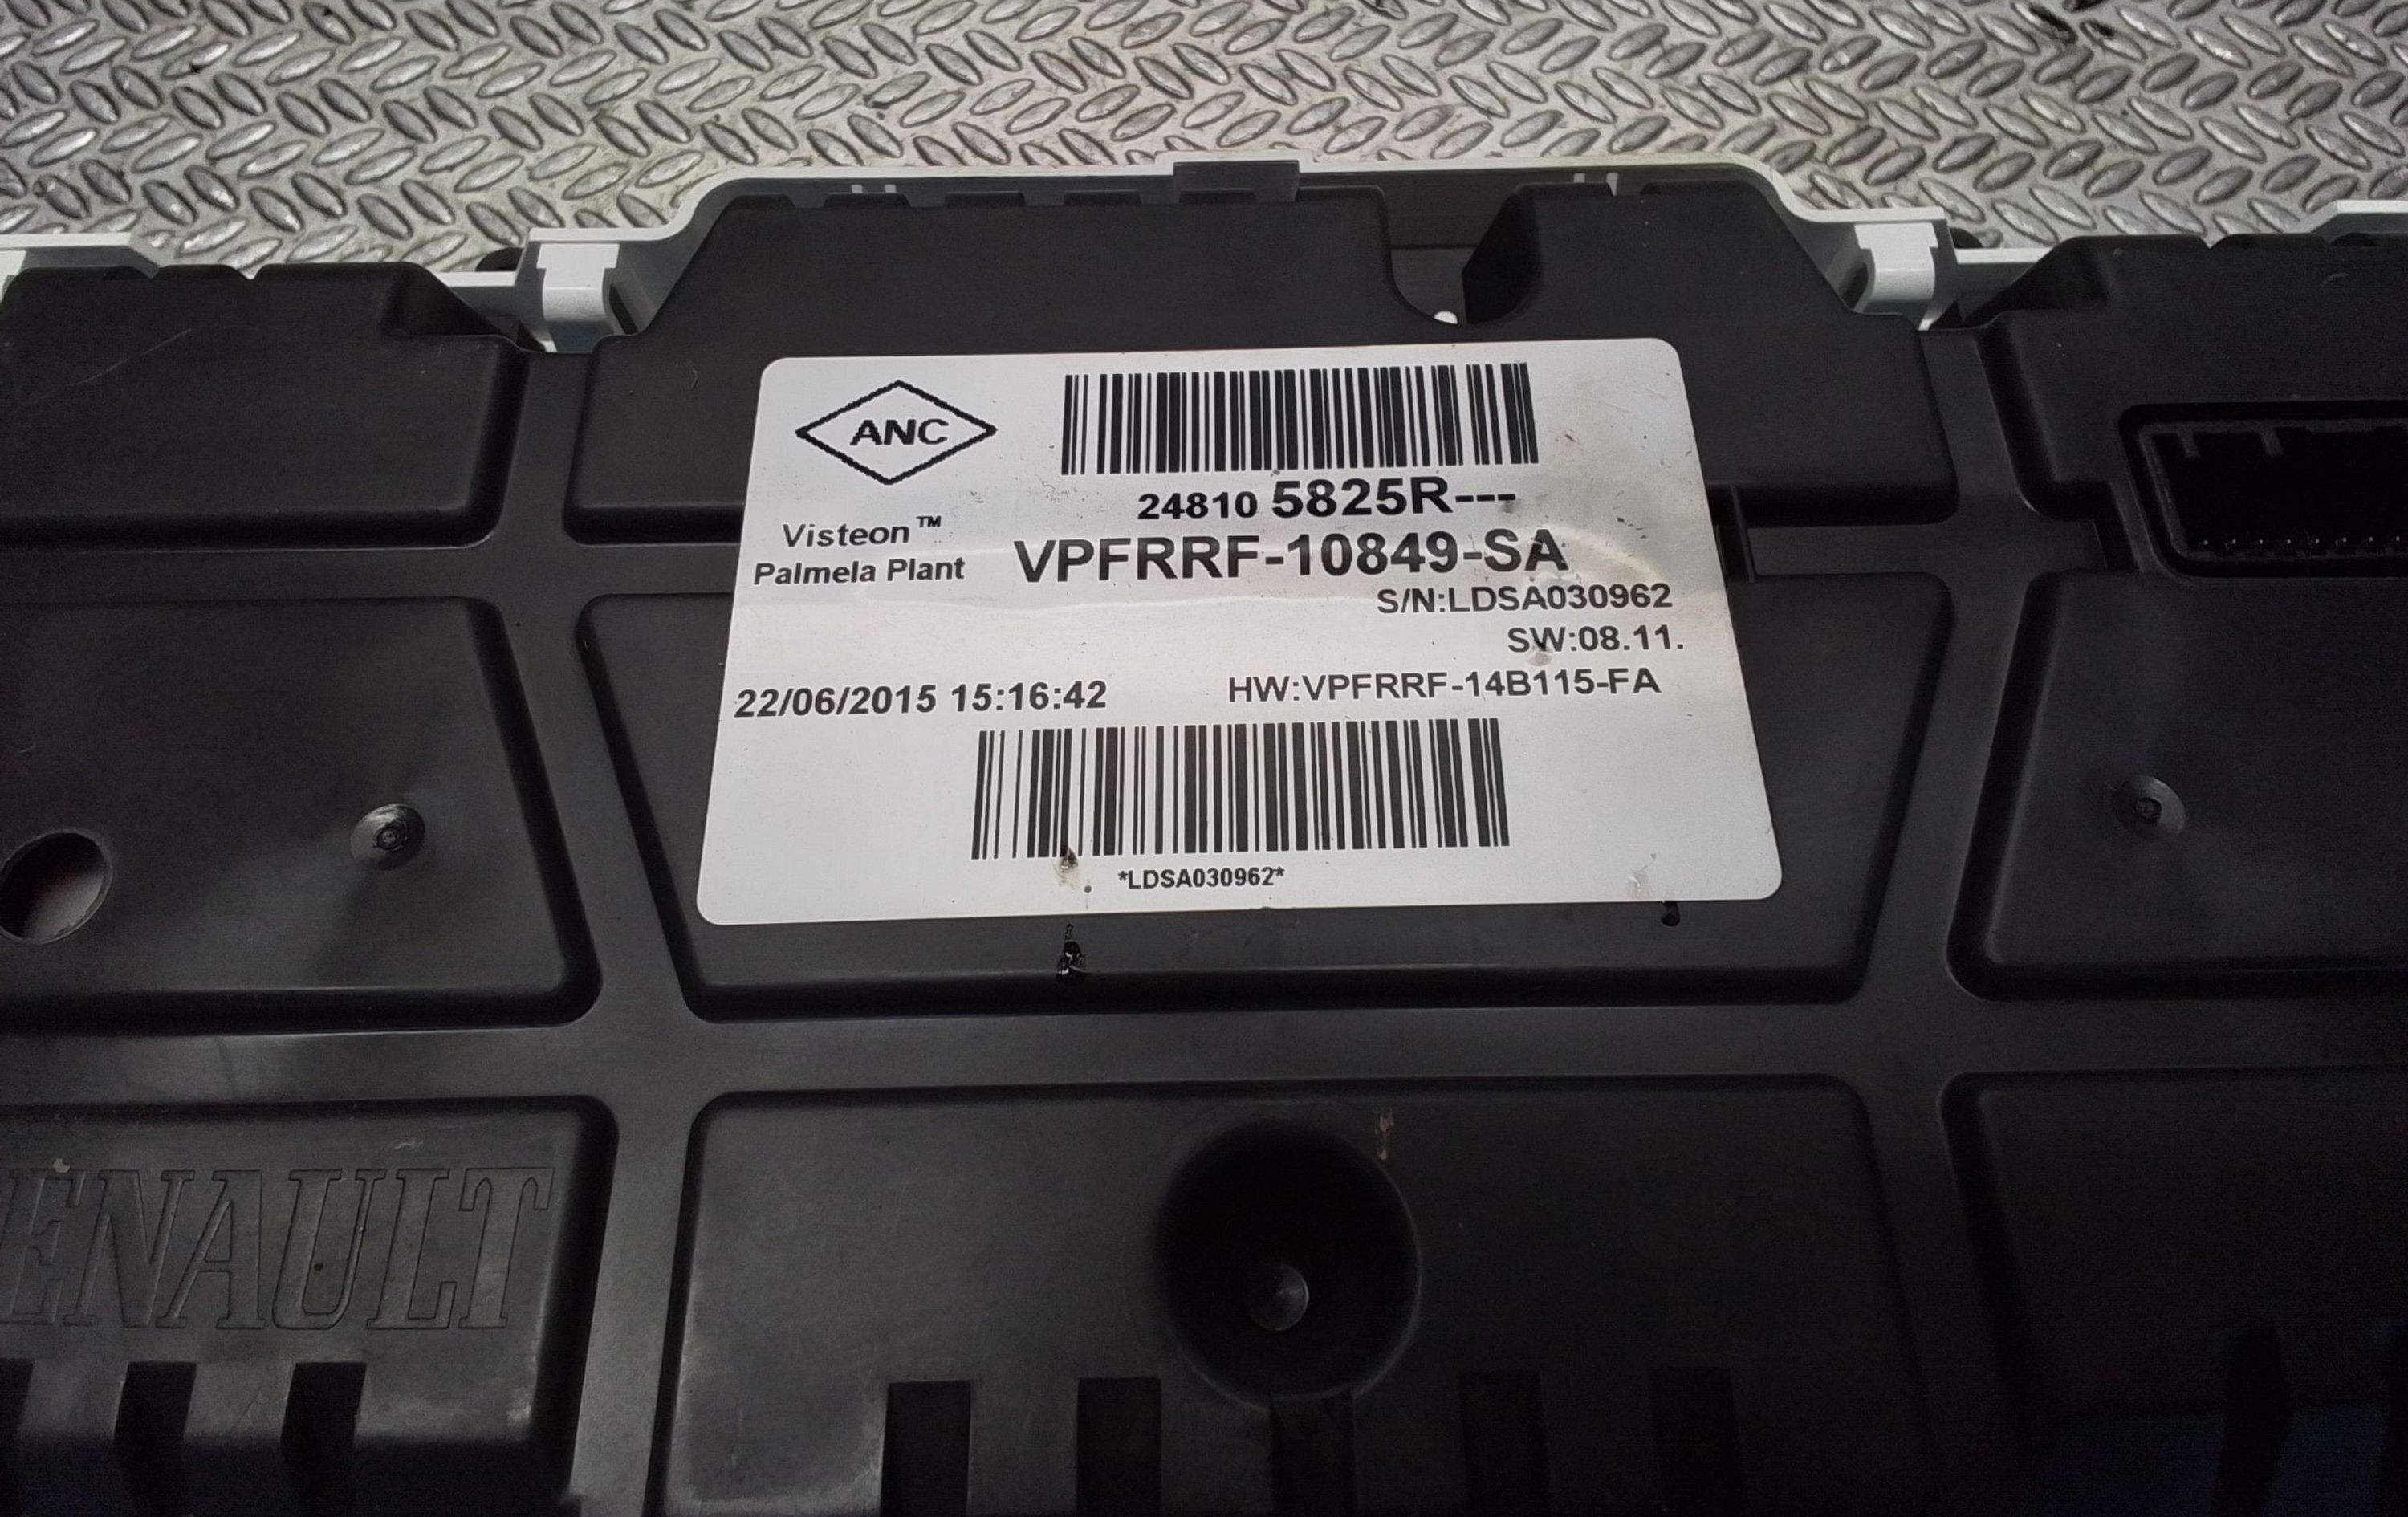 ANC
24810 5825R---
Visteon™
Palmela Plant
VPFRRF-10849-SA
S/N:LDSA030962
SW:08.11.
22/06/2015 15:16:42
HW:VPFRRF-14B115-FA
*LDSA030962*
ENAULT